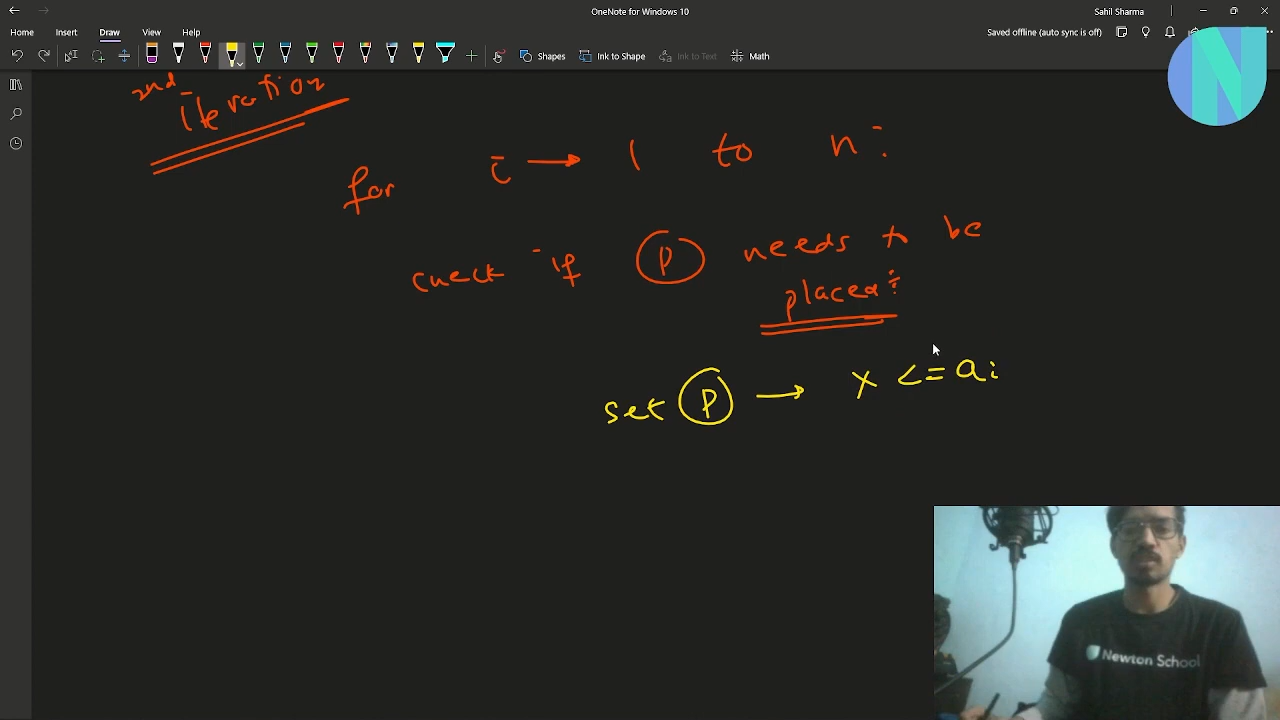 OneNote for Windows 10
Sahil Sharma
Home Insert Draw View Help
Saved offline (auto sync is off)
Shapes Ink to Shape Ink to Text Math
2nd iteration
for i → 1 to n:
check if P needs to be
placed:
set P → x <= ai
Newton School